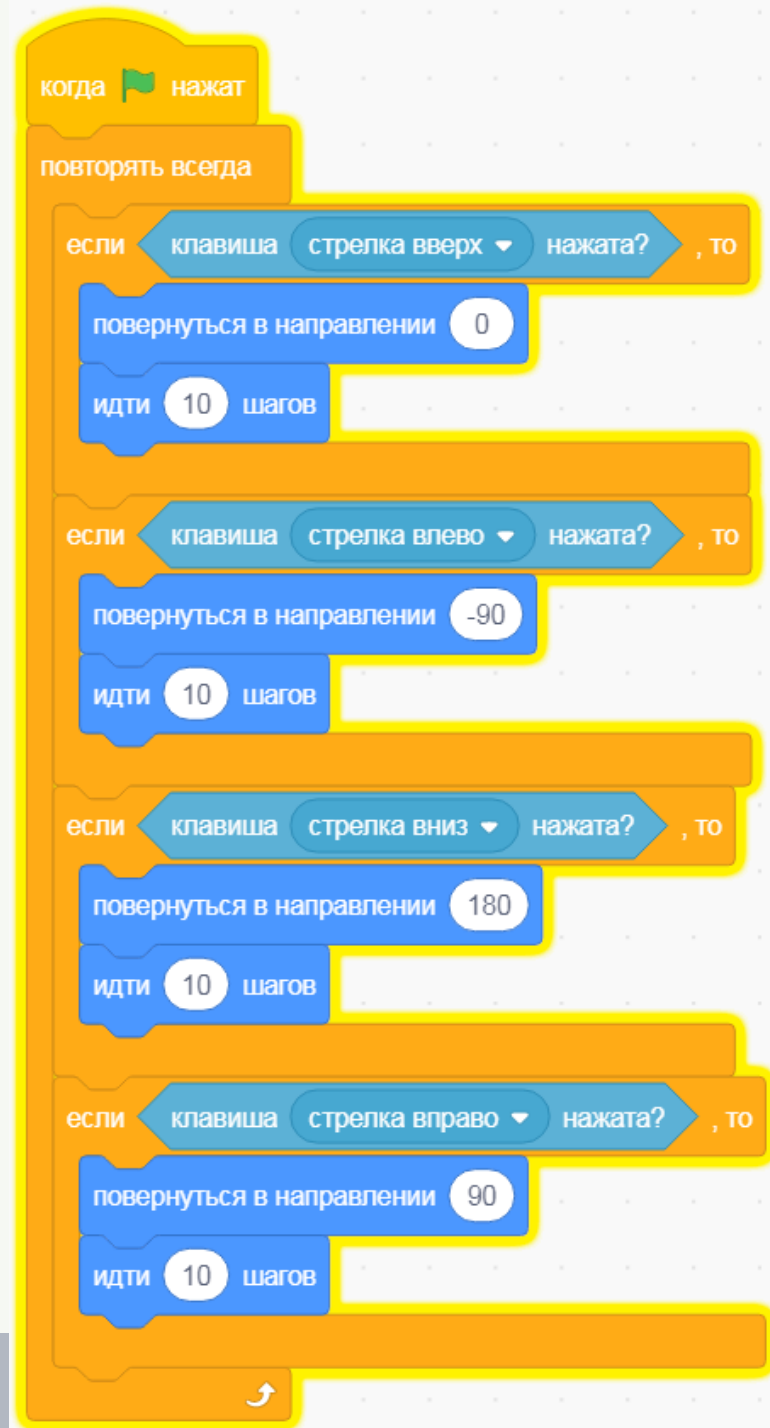 когда нажат
повторять всегда
если клавиша стрелка вверх нажата? , то
повернуться в направлении 0
идти 10 шагов
если клавиша стрелка влево нажата? , то
повернуться в направлении -90
идти 10 шагов
если клавиша стрелка вниз нажата? , то
повернуться в направлении 180
идти 10 шагов
если клавиша стрелка вправо нажата? , то
повернуться в направлении 90
идти 10 шагов